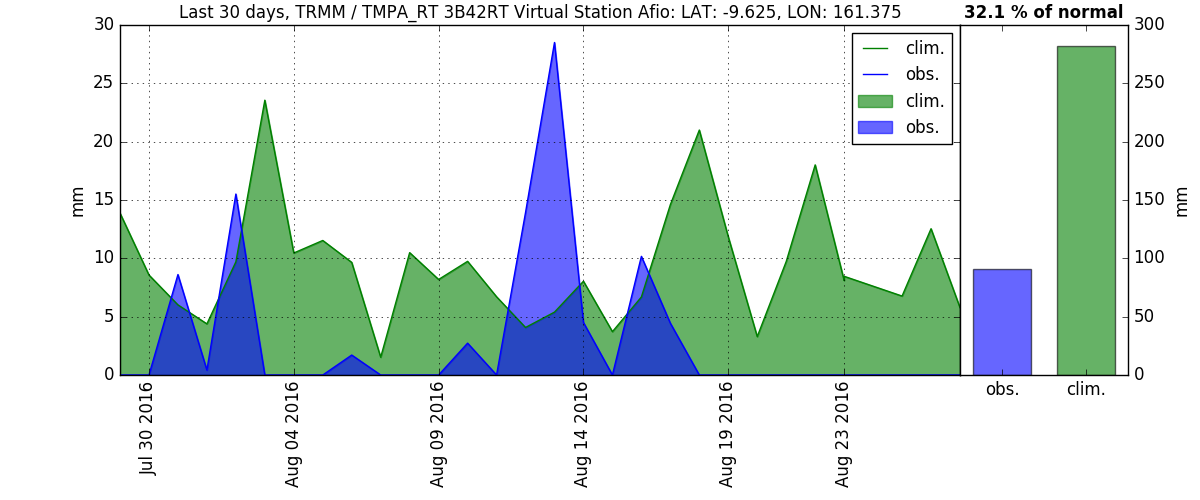 Last 30 days, TRMM / TMPA_RT 3B42RT Virtual Station Afio: LAT: -9.625, LON: 161.375
32.1 % of normal
30
25
20
15
10
5
0
mm
clim.
obs.
clim.
obs.
Jul 30 2016
Aug 04 2016
Aug 09 2016
Aug 14 2016
Aug 19 2016
Aug 23 2016
300
250
200
150
100
50
0
mm
obs.
clim.